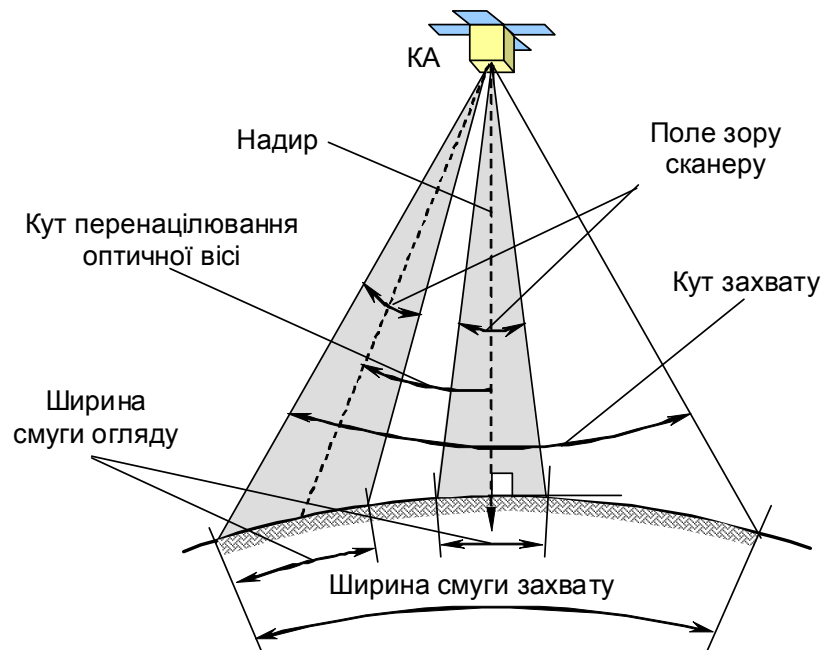 КА
Надир
Поле зору
сканеру
Кут перенацілювання
оптичної вісі
Кут захвату
Ширина
смуги огляду
Ширина смуги захвату